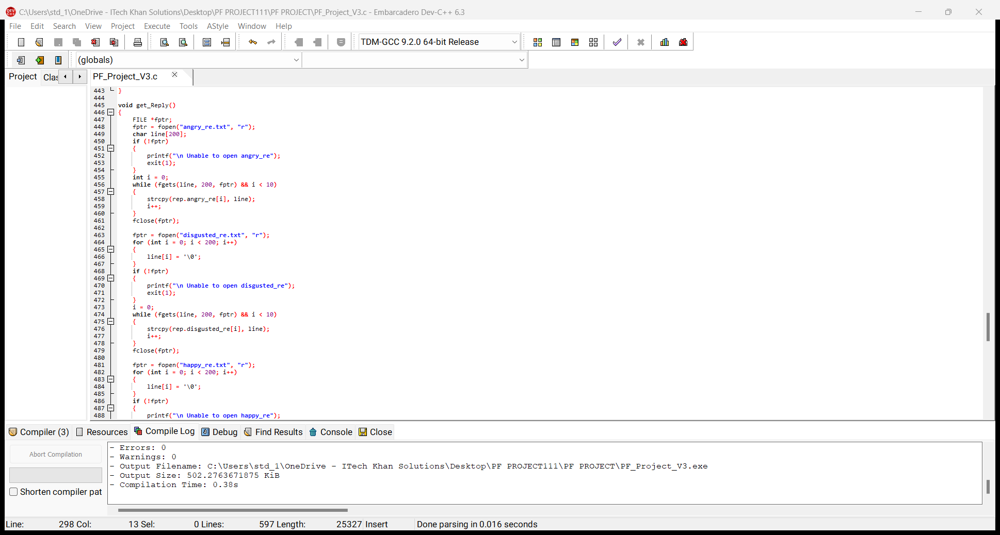 C:\Users\std_1\OneDrive - ITech Khan Solutions\Desktop\PF PROJECT111\PF PROJECT\PF_Project_V3.c - Embarcadero Dev-C++ 6.3
File Edit Search View Project Execute Tools AStyle Window Help
TDM-GCC 9.2.0 64-bit Release
(globals)
Project Clas PF_Project_V3.c
443 }
444
445 void get_Reply()
446 {
447 FILE *fptr;
448 fptr = fopen("angry_re.txt", "r");
449 char line[200];
450 if (!fptr)
451 {
452 printf("\n Unable to open angry_re");
453 exit(1);
454 }
455 int i = 0;
456 while (fgets(line, 200, fptr) && i < 10)
457 {
458 strcpy(rep.angry_re[i], line);
459 i++;
460 }
461 fclose(fptr);
462
463 fptr = fopen("disgusted_re.txt", "r");
464 for (int i = 0; i < 200; i++)
465 {
466 line[i] = '\0';
467 }
468 if (!fptr)
469 {
470 printf("\n Unable to open disgusted_re");
471 exit(1);
472 }
473 i = 0;
474 while (fgets(line, 200, fptr) && i < 10)
475 {
476 strcpy(rep.disgusted_re[i], line);
477 i++;
478 }
479 fclose(fptr);
480
481 fptr = fopen("happy_re.txt", "r");
482 for (int i = 0; i < 200; i++)
483 {
484 line[i] = '\0';
485 }
486 if (!fptr)
487 {
488 printf("\n Unable to open happy_re");
Compiler (3) Resources Compile Log Debug Find Results Console Close
Abort Compilation
Shorten compiler pat
- Errors: 0
- Warnings: 0
- Output Filename: C:\Users\std_1\OneDrive - ITech Khan Solutions\Desktop\PF PROJECT111\PF PROJECT\PF_Project_V3.exe
- Output Size: 502.2763671875 KiB
- Compilation Time: 0.38s
Line: 298 Col: 13 Sel: 0 Lines: 597 Length: 25327 Insert Done parsing in 0.016 seconds